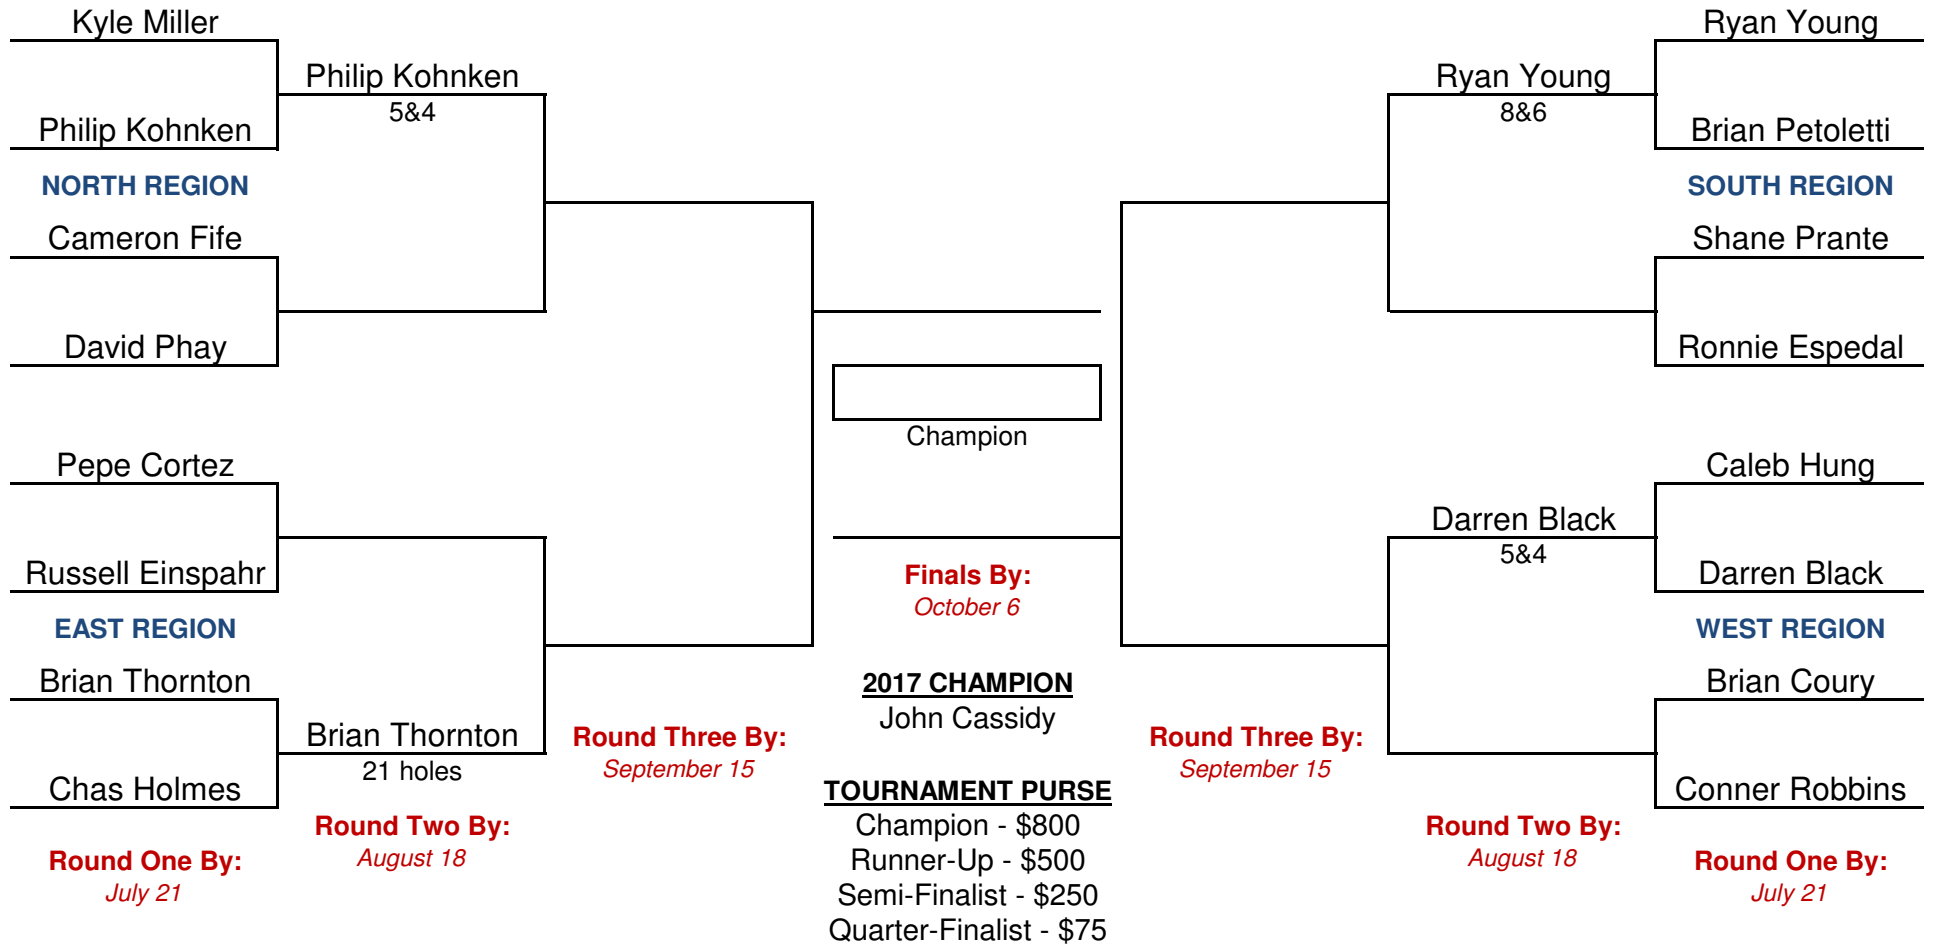 Kyle Miller
Philip Kohnken
5&4
Philip Kohnken
NORTH REGION
Cameron Fife
David Phay
Pepe Cortez
Russell Einspahr
EAST REGION
Brian Thornton
Brian Thornton
21 holes
Chas Holmes
Round One By:
July 21
Round Two By:
August 18
Round Three By:
September 15
Champion
Finals By:
October 6
2017 CHAMPION
John Cassidy
TOURNAMENT PURSE
Champion - $800
Runner-Up - $500
Semi-Finalist - $250
Quarter-Finalist - $75
Ryan Young
Ryan Young
8&6
Brian Petoletti
SOUTH REGION
Shane Prante
Ronnie Espedal
Caleb Hung
Darren Black
5&4
Darren Black
WEST REGION
Brian Coury
Conner Robbins
Round Three By:
September 15
Round Two By:
August 18
Round One By:
July 21